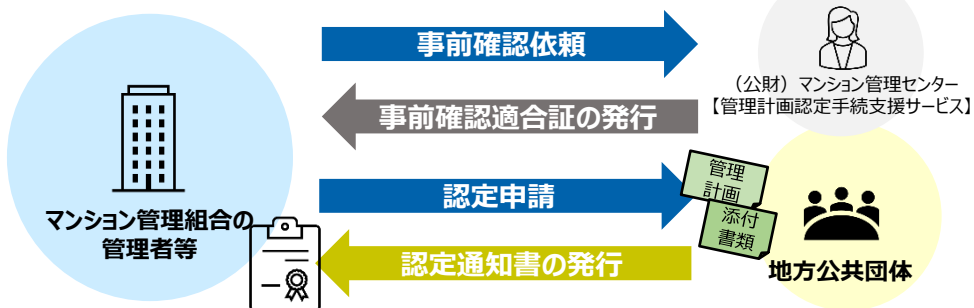 事前確認依頼
（公財）マンション管理センター
【管理計画認定手続支援サービス】
事前確認適合証の発行
認定申請
管理
計画
添付
書類
マンション管理組合の
管理者等
認定通知書の発行
地方公共団体